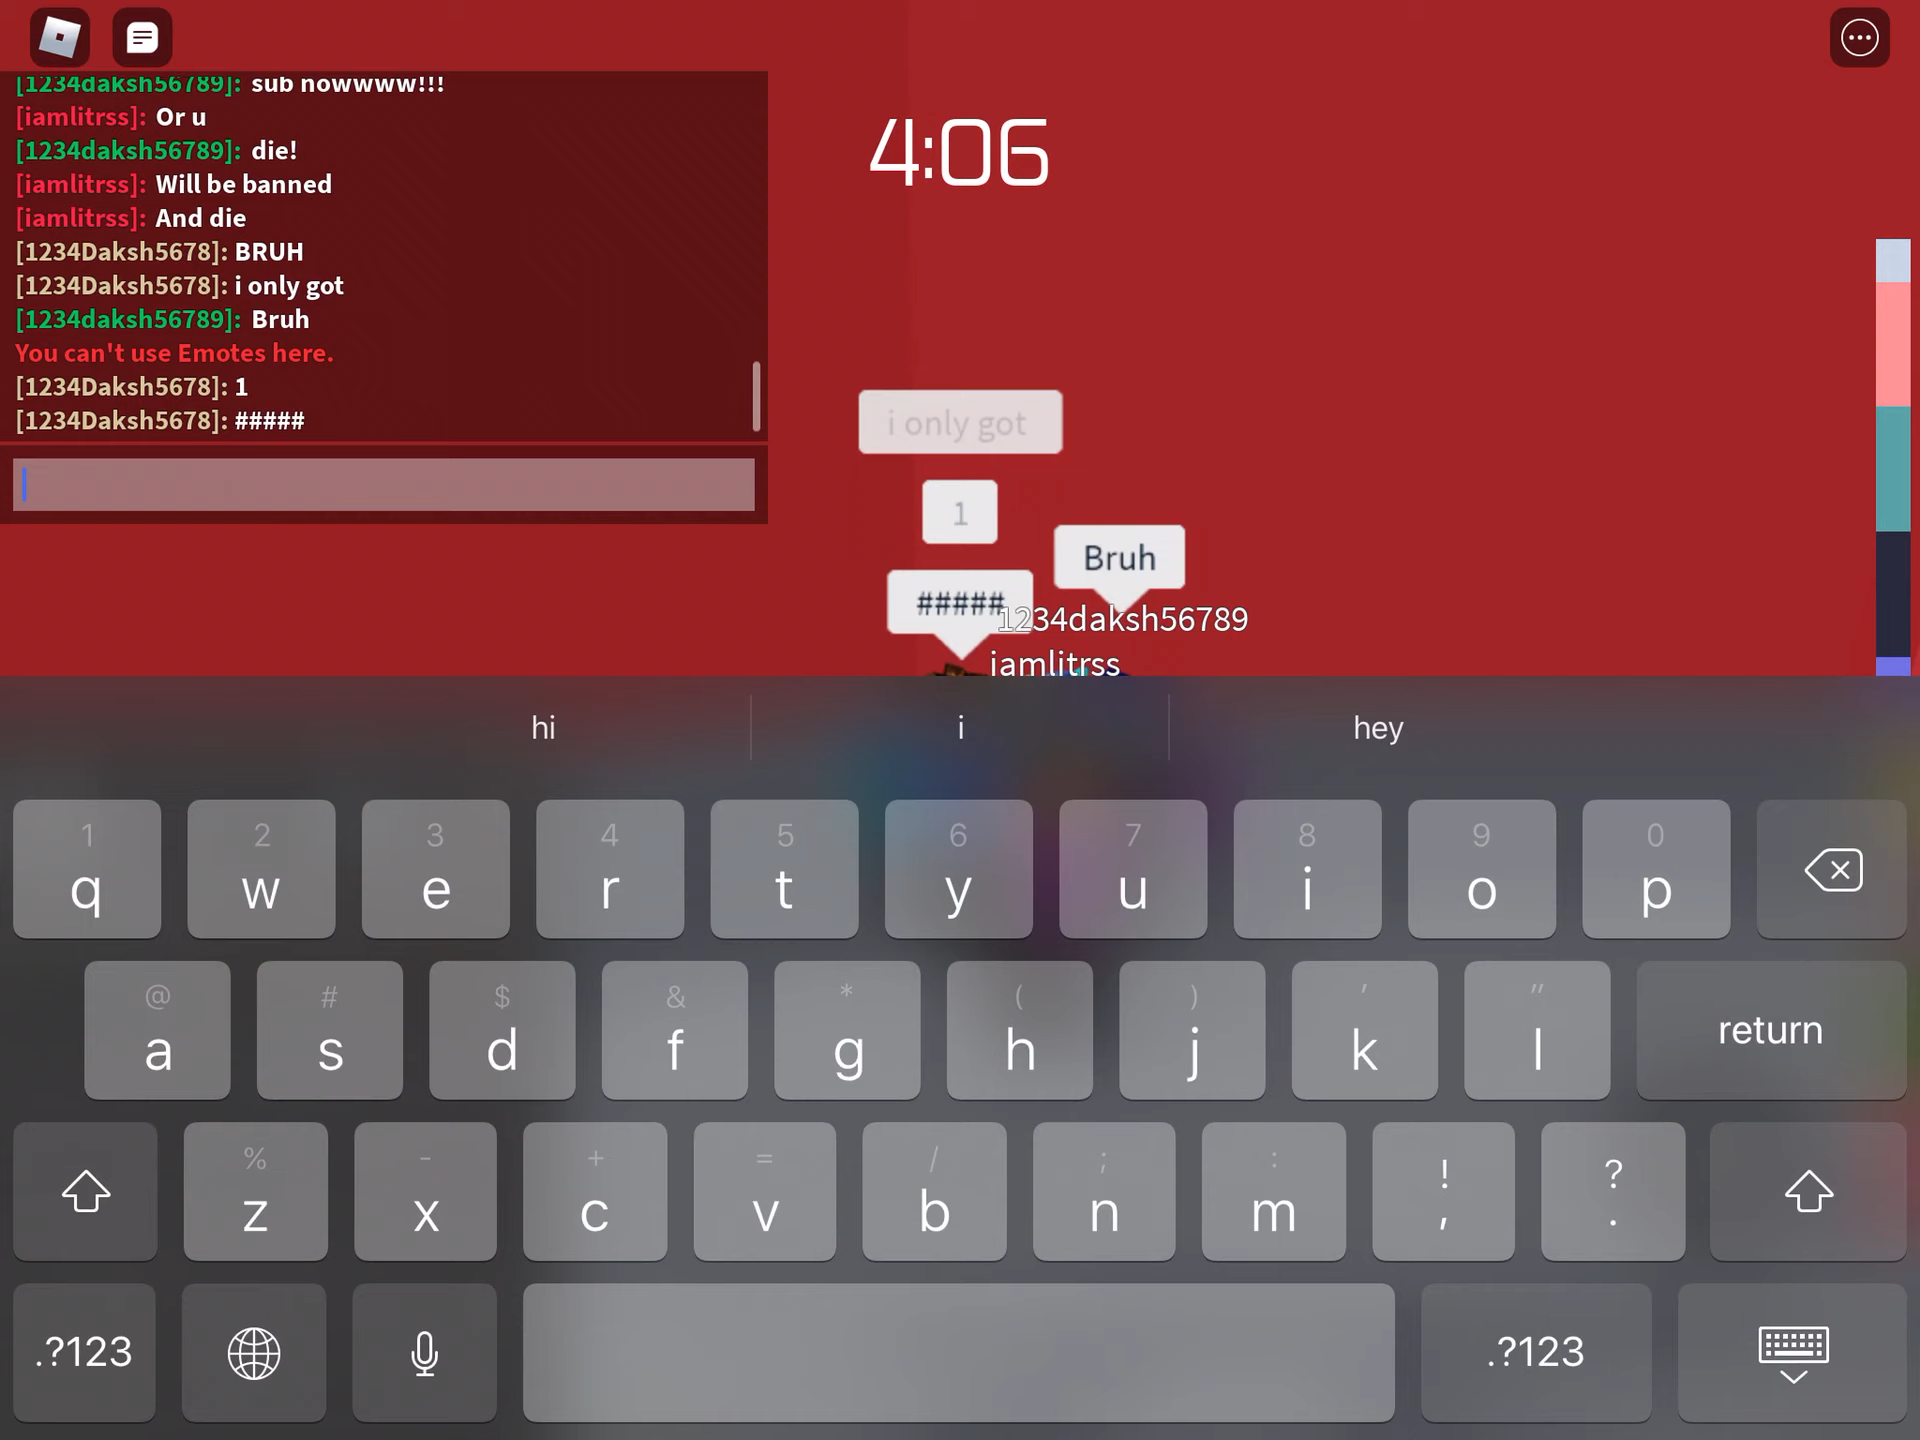 [1234daksh56789]: sub nowwww!!!
[iamlitrss]: Or u
[1234daksh56789]: die!
[iamlitrss]: Will be banned
[iamlitrss]: And die
[1234Daksh5678]: BRUH
[1234Daksh5678]: i only got
[1234daksh56789]: Bruh
You can't use Emotes here.
[1234Daksh5678]: 1
[1234Daksh5678]: #####
4:06
i only got
1
Bruh
#####
1234daksh56789
iamlitrss
hi i hey
1 2 3 4 5 6 7 8 9 0
q w e r t y u i o p
@ # $ & * ( ) ' "
a s d f g h j k l return
% - + = / ; : ! ?
z x c v b n m , .
.?123 .?123